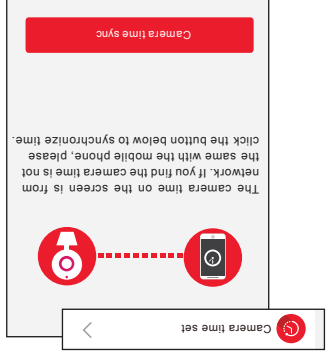 Camera time set
The camera time on the screen is from
network. If you find the camera time is not
the same with the mobile phone, please
click the button below to synchronize time.
Camera time sync